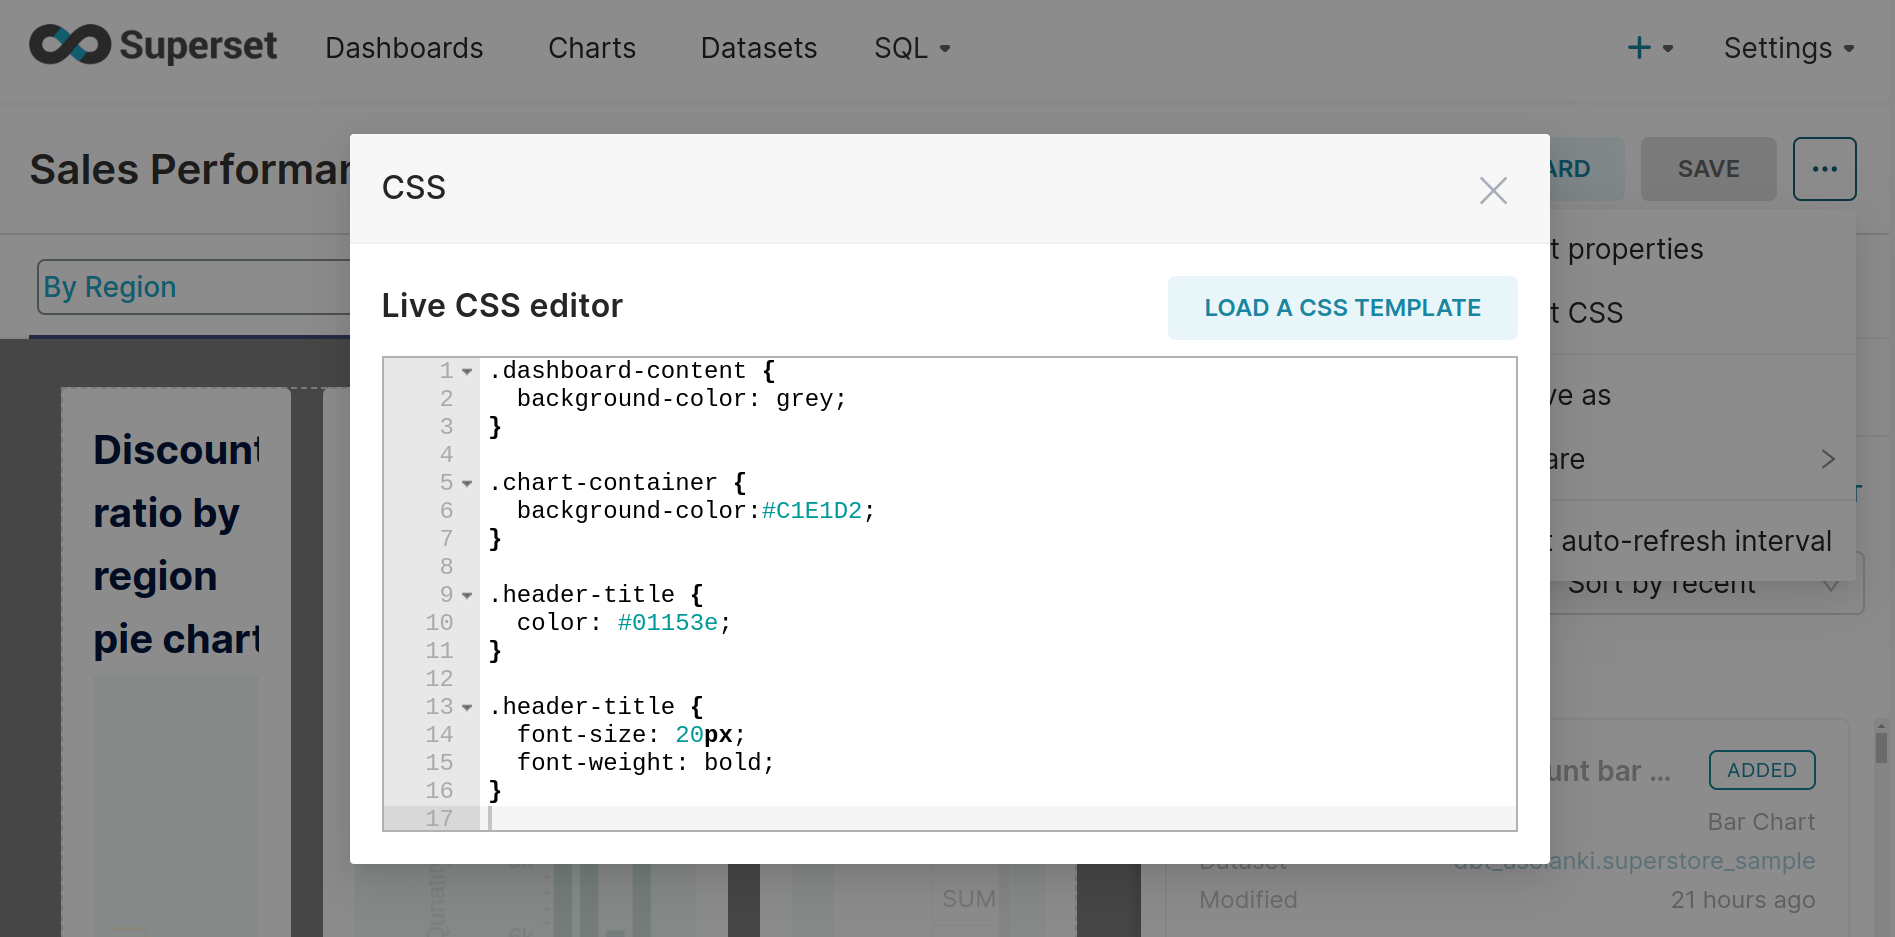 Superset
Dashboards
Charts
Datasets
SQL
Settings
Sales Performa
ARD
SAVE
By Region
t properties
t CSS
ve as
are
t auto-refresh interval
Sort by recent
CSS
Live CSS editor
LOAD A CSS TEMPLATE
1 .dashboard-content {
2 background-color: grey;
3 }
4
5 .chart-container {
6 background-color:#C1E1D2;
7 }
8
9 .header-title {
10 color: #01153e;
11 }
12
13 .header-title {
14 font-size: 20px;
15 font-weight: bold;
16 }
17
Discount
ratio by
region
pie chart
unt bar ...
ADDED
Bar Chart
Dataset
dbt_usolanki.superstore_sample
Modified
21 hours ago
SUM
6k